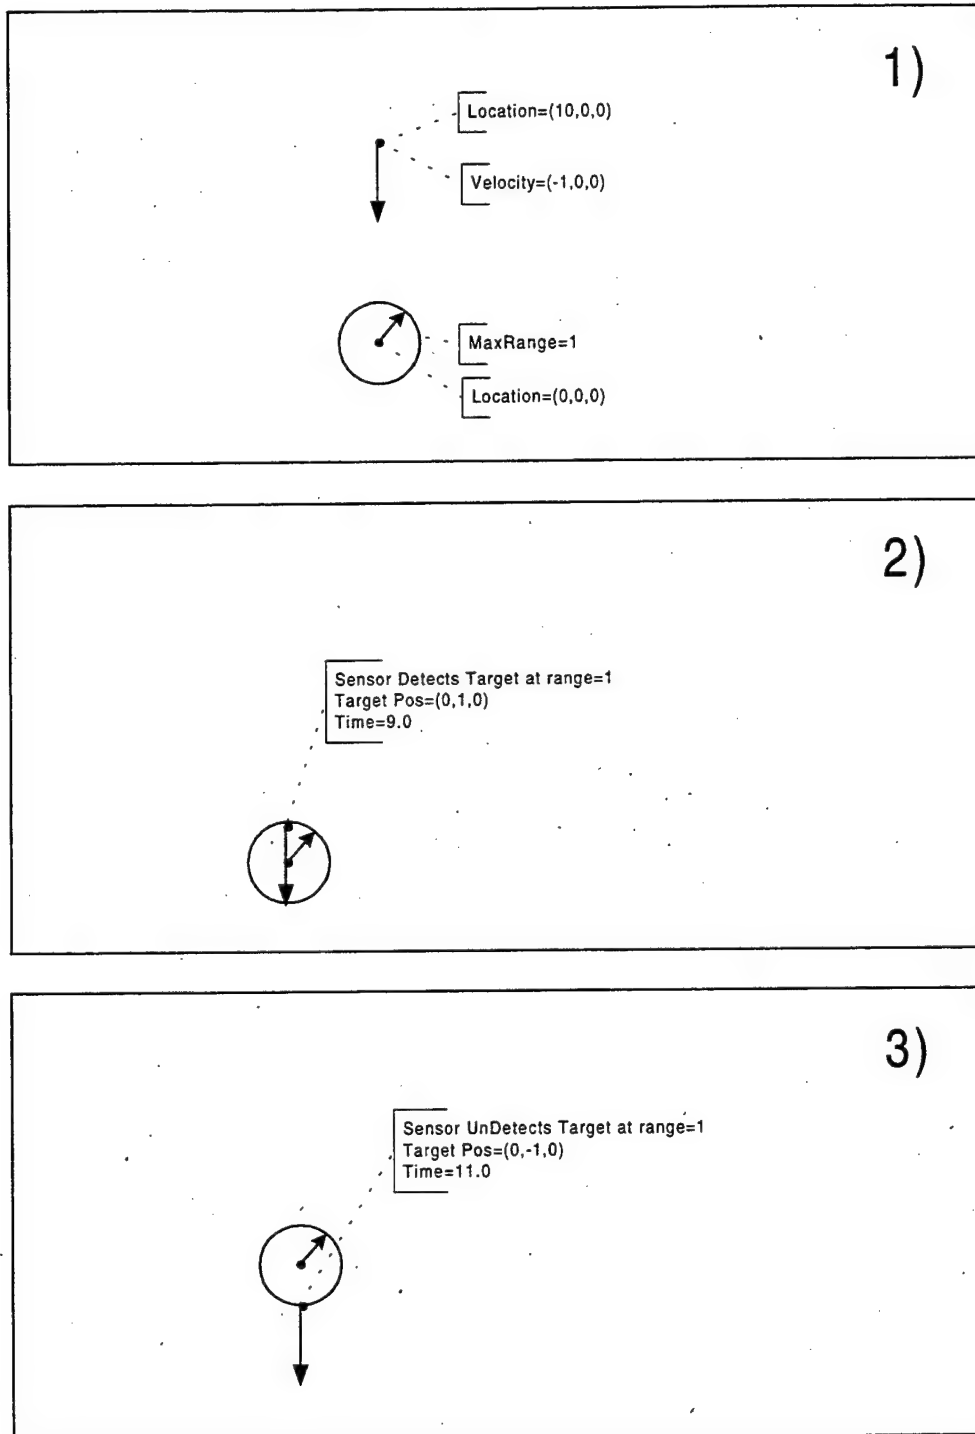 1)
Location=(10,0,0)
Velocity=(-1,0,0)
MaxRange=1
Location=(0,0,0)
2)
Sensor Detects Target at range=1
Target Pos=(0,1,0)
Time=9.0
3)
Sensor UnDetects Target at range=1
Target Pos=(0,-1,0)
Time=11.0